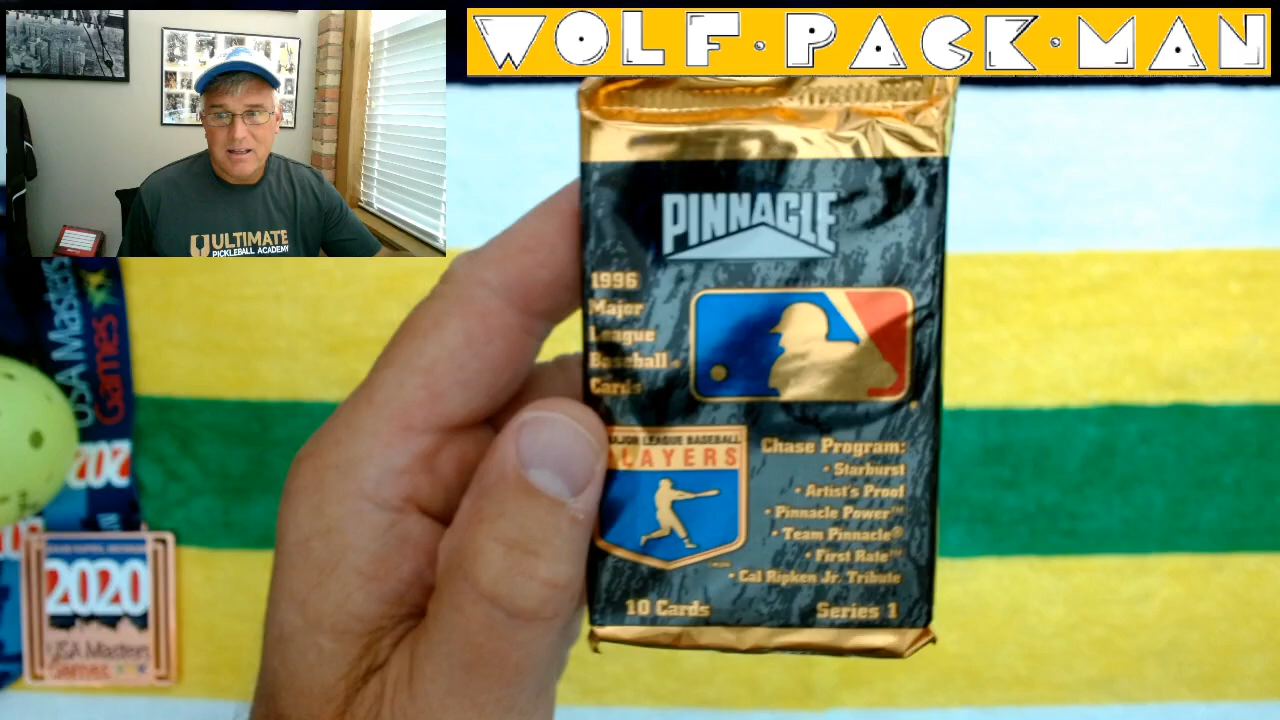 WOLF·PACK·MAN
ULTIMATE
PICKLEBALL ACADEMY
PINNACLE
1996
Major
League
Baseball
Cards
MAJOR LEAGUE BASEBALL
PLAYERS
Chase Program:
• Starburst
• Artist's Proof
• Pinnacle Power™
• Team Pinnacle®
• First Rate™
• Cal Ripken Jr. Tribute
10 Cards
Series 1
USA Masters
Games
2020
2020
USA Masters
Games